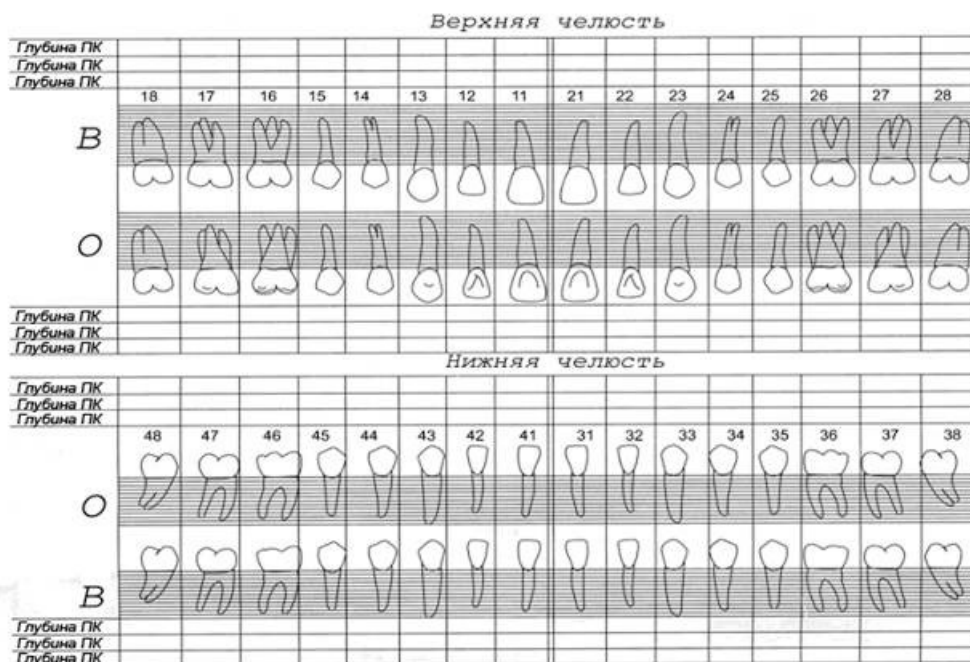 Верхняя челюсть
Глубина ПК
Глубина ПК
Глубина ПК
18 17 16 15 14 13 12 11 21 22 23 24 25 26 27 28
В
О
Глубина ПК
Глубина ПК
Глубина ПК
Нижняя челюсть
Глубина ПК
Глубина ПК
Глубина ПК
48 47 46 45 44 43 42 41 31 32 33 34 35 36 37 38
О
В
Глубина ПК
Глубина ПК
Глубина ПК